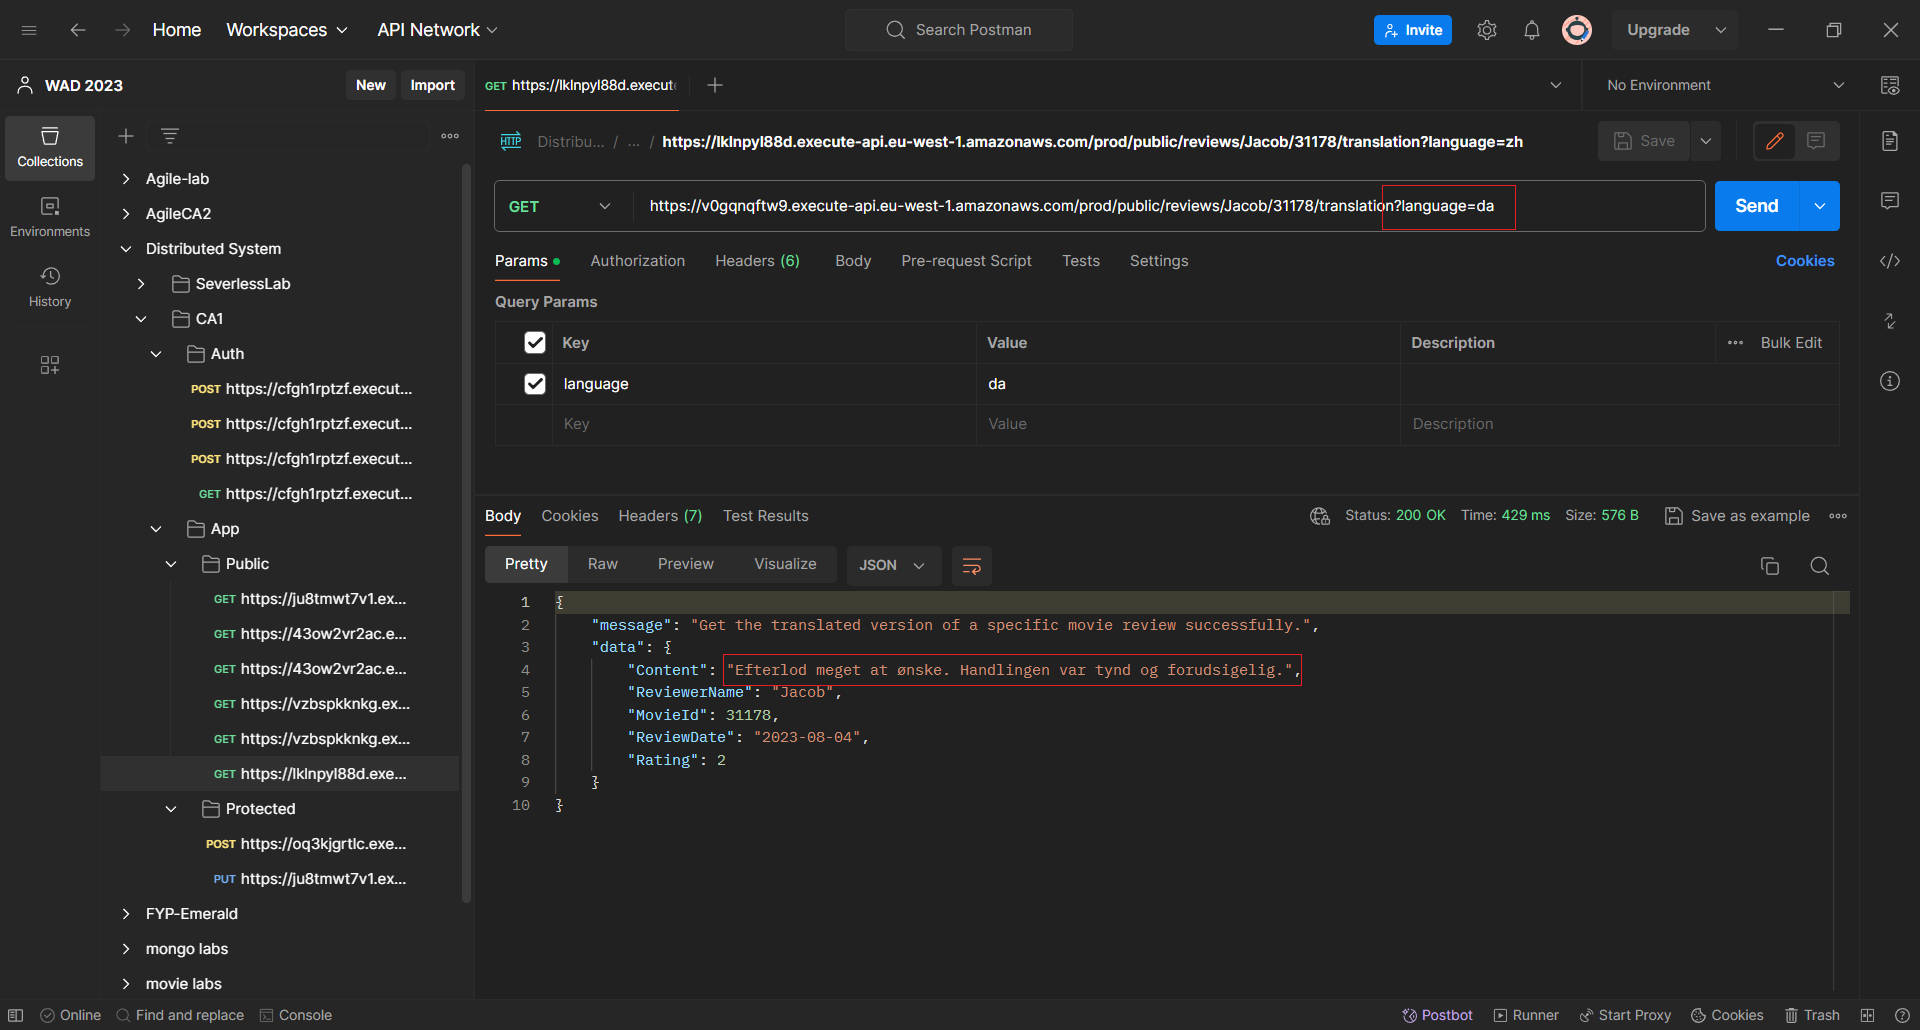 Home Workspaces API Network Search Postman Invite Upgrade
WAD 2023 New Import GET https://lklnpyl88d.execut No Environment
Distribu... / ... / https://lklnpyl88d.execute-api.eu-west-1.amazonaws.com/prod/public/reviews/Jacob/31178/translation?language=zh Save
GET https://v0gqnqftw9.execute-api.eu-west-1.amazonaws.com/prod/public/reviews/Jacob/31178/translation?language=da Send
Params Authorization Headers (6) Body Pre-request Script Tests Settings Cookies
Query Params
Key Value Description Bulk Edit
language da
Key Value Description
Collections
Environments
History
Agile-lab
AgileCA2
Distributed System
SeverlessLab
CA1
Auth
POST https://cfgh1rptzf.execut...
POST https://cfgh1rptzf.execut...
POST https://cfgh1rptzf.execut...
GET https://cfgh1rptzf.execut...
App
Public
GET https://ju8tmwt7v1.ex...
GET https://43ow2vr2ac.e...
GET https://43ow2vr2ac.e...
GET https://vzbspkknkg.ex...
GET https://vzbspkknkg.ex...
GET https://lklnpyl88d.exe...
Protected
POST https://oq3kjgrtlc.exe...
PUT https://ju8tmwt7v1.ex...
FYP-Emerald
mongo labs
movie labs
Body Cookies Headers (7) Test Results Status: 200 OK Time: 429 ms Size: 576 B Save as example
Pretty Raw Preview Visualize JSON
1 {
2 "message": "Get the translated version of a specific movie review successfully.",
3 "data": {
4 "Content": "Efterlod meget at ønske. Handlingen var tynd og forudsigelig.",
5 "ReviewerName": "Jacob",
6 "MovieId": 31178,
7 "ReviewDate": "2023-08-04",
8 "Rating": 2
9 }
10 }
Online Find and replace Console Postbot Runner Start Proxy Cookies Trash